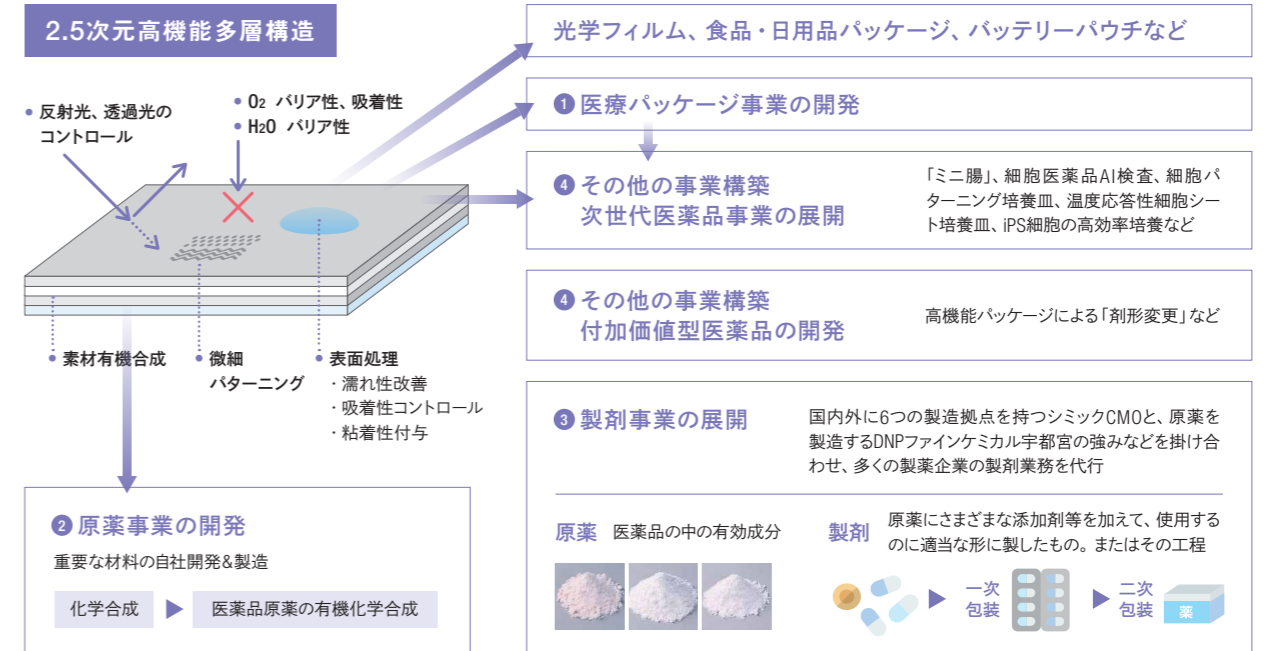 2.5次元高機能多層構造
• 反射光、透過光の
コントロール
• O2 バリア性、吸着性
• H2O バリア性
• 素材有機合成
• 微細
パターニング
• 表面処理
・濡れ性改善
・吸着性コントロール
・粘着性付与
光学フィルム、食品・日用品パッケージ、バッテリーパウチなど
❶ 医療パッケージ事業の開発
❹ その他の事業構築
次世代医薬品事業の展開
「ミニ腸」、細胞医薬品AI検査、細胞パ
ターニング培養皿、温度応答性細胞シー
ト培養皿、iPS細胞の高効率培養など
❹ その他の事業構築
付加価値型医薬品の開発
高機能パッケージによる「剤形変更」など
❷ 原薬事業の開発
重要な材料の自社開発&製造
化学合成 ▶ 医薬品原薬の有機化学合成
❸ 製剤事業の展開
国内外に6つの製造拠点を持つシミックCMOと、原薬を
製造するDNPファインケミカル宇都宮の強みなどを掛け合
わせ、多くの製薬企業の製剤業務を代行
原薬 医薬品の中の有効成分
製剤
原薬にさまざまな添加剤等を加えて、使用する
のに適当な形に製したもの。またはその工程
一次
包装
二次
包装
薬